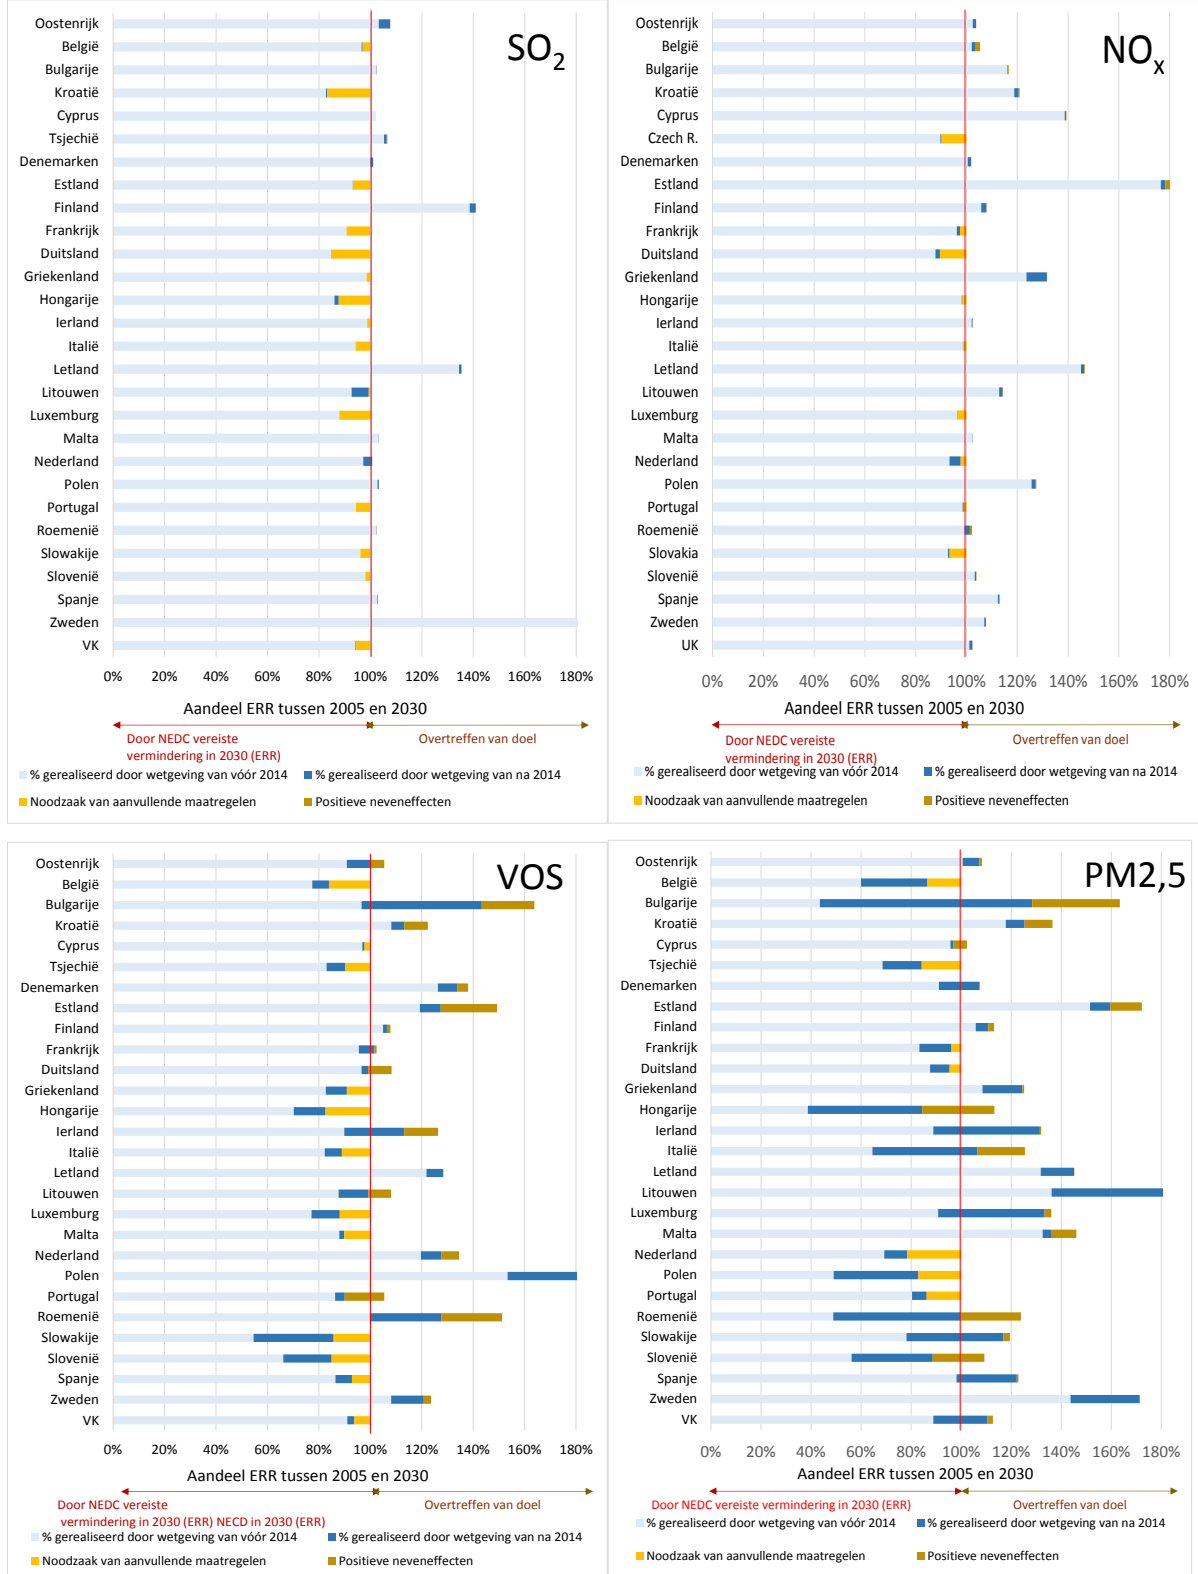 SO2
Oostenrijk
België
Bulgarije
Kroatië
Cyprus
Tsjechië
Denemarken
Estland
Finland
Frankrijk
Duitsland
Griekenland
Hongarije
Ierland
Italië
Letland
Litouwen
Luxemburg
Malta
Nederland
Polen
Portugal
Roemenië
Slowakije
Slovenië
Spanje
Zweden
VK
0% 20% 40% 60% 80% 100% 120% 140% 160% 180%
Aandeel ERR tussen 2005 en 2030
Door NEDC vereiste
vermindering in 2030 (ERR)
Overtreffen van doel
% gerealiseerd door wetgeving van vóór 2014
% gerealiseerd door wetgeving van na 2014
Noodzaak van aanvullende maatregelen
Positieve neveneffecten
NOx
Oostenrijk
België
Bulgarije
Kroatië
Cyprus
Czech R.
Denemarken
Estland
Finland
Frankrijk
Duitsland
Griekenland
Hongarije
Ierland
Italië
Letland
Litouwen
Luxemburg
Malta
Nederland
Polen
Portugal
Roemenië
Slovakia
Slovenië
Spanje
Zweden
UK
0% 20% 40% 60% 80% 100% 120% 140% 160% 180%
Aandeel ERR tussen 2005 en 2030
Door NEDC vereiste
vermindering in 2030 (ERR)
Overtreffen van doel
% gerealiseerd door wetgeving van vóór 2014
% gerealiseerd door wetgeving van na 2014
Noodzaak van aanvullende maatregelen
Positieve neveneffecten
VOS
Oostenrijk
België
Bulgarije
Kroatië
Cyprus
Tsjechië
Denemarken
Estland
Finland
Frankrijk
Duitsland
Griekenland
Hongarije
Ierland
Italië
Letland
Litouwen
Luxemburg
Malta
Nederland
Polen
Portugal
Roemenië
Slowakije
Slovenië
Spanje
Zweden
VK
0% 20% 40% 60% 80% 100% 120% 140% 160% 180%
Aandeel ERR tussen 2005 en 2030
Door NEDC vereiste
vermindering in 2030 (ERR) NECD in 2030 (ERR)
Overtreffen van doel
% gerealiseerd door wetgeving van vóór 2014
% gerealiseerd door wetgeving van na 2014
Noodzaak van aanvullende maatregelen
Positieve neveneffecten
PM2,5
Oostenrijk
België
Bulgarije
Kroatië
Cyprus
Tsjechië
Denemarken
Estland
Finland
Frankrijk
Duitsland
Griekenland
Hongarije
Ierland
Italië
Letland
Litouwen
Luxemburg
Malta
Nederland
Polen
Portugal
Roemenië
Slowakije
Slovenië
Spanje
Zweden
VK
0% 20% 40% 60% 80% 100% 120% 140% 160% 180%
Aandeel ERR tussen 2005 en 2030
Door NEDC vereiste vermindering in 2030 (ERR)
Overtreffen van doel
% gerealiseerd door wetgeving van vóór 2014
% gerealiseerd door wetgeving van na 2014
Noodzaak van aanvullende maatregelen
Positieve neveneffecten